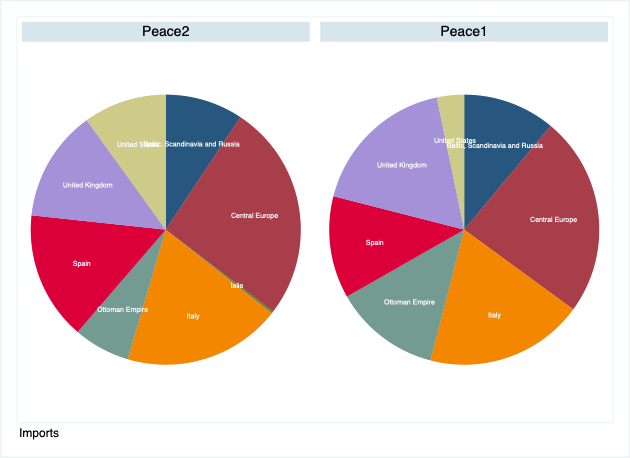 Peace2
Peace1
United States
Baltic, Scandinavia and Russia
United Kingdom
Central Europe
Spain
Italie
Ottoman Empire
Italy
United States
Baltic, Scandinavia and Russia
United Kingdom
Central Europe
Spain
Ottoman Empire
Italy
Imports